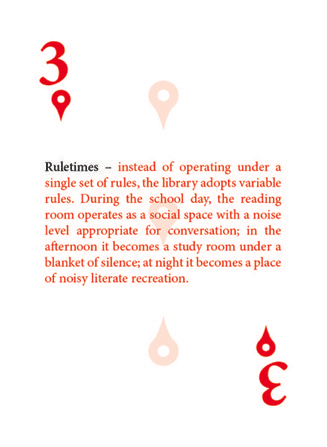 3
Ruletimes – instead of operating under a
single set of rules, the library adopts variable
rules. During the school day, the reading
room operates as a social space with a noise
level appropriate for conversation; in the
afternoon it becomes a study room under a
blanket of silence; at night it becomes a place
of noisy literate recreation.
3